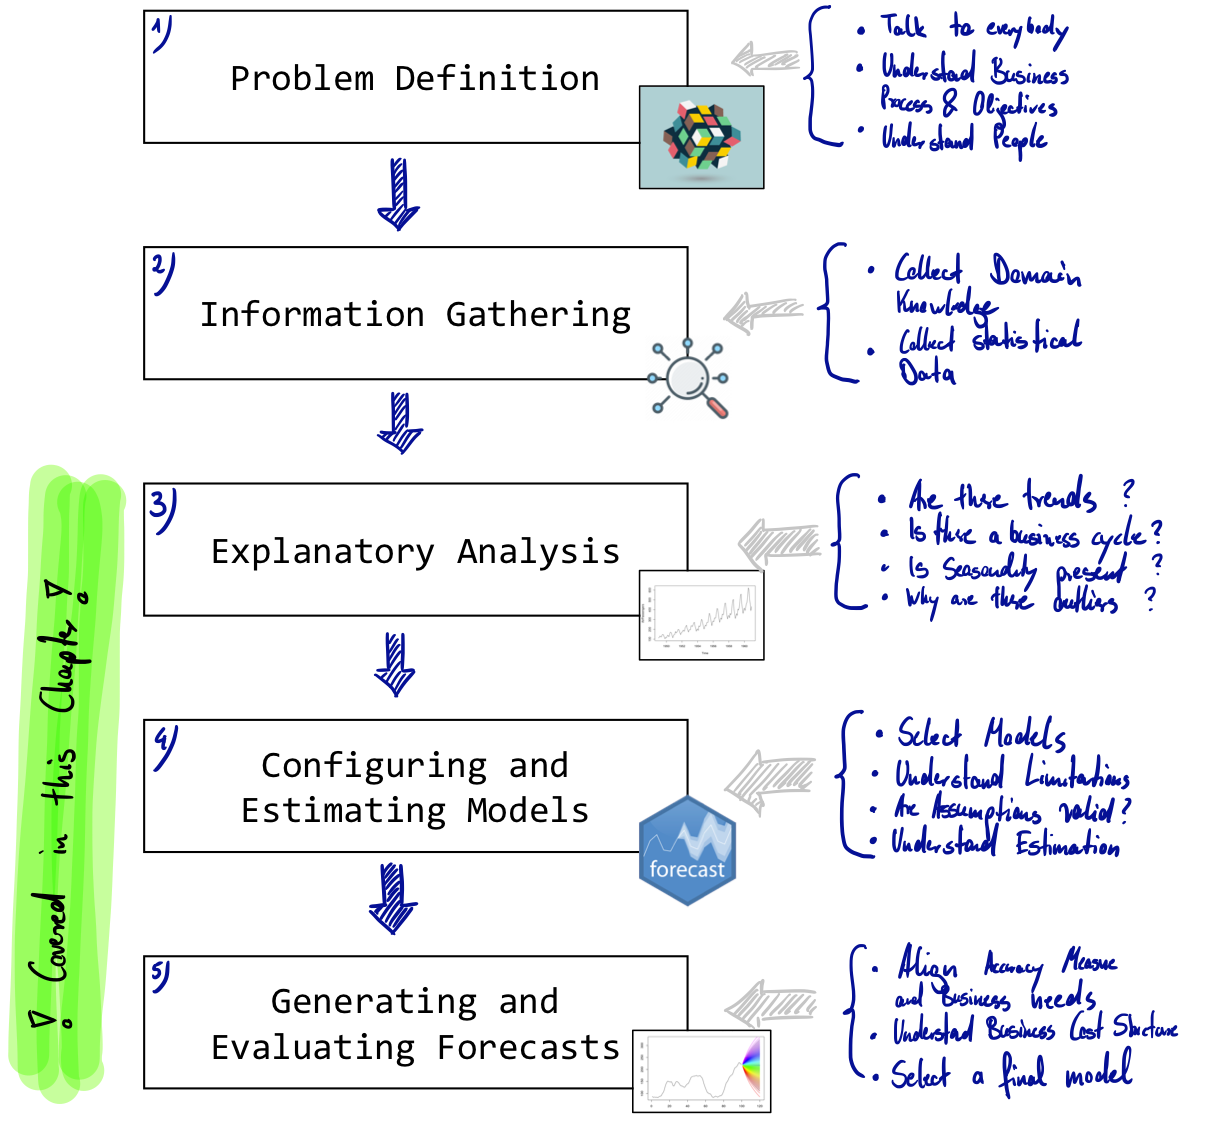 1)
Problem Definition
• Talk to everybody
• Understand Business
Process & Objectives
• Understand People
2)
Information Gathering
• Collect Domain
Knowledge
• Collect statistical
Data
3)
Explanatory Analysis
• Are there trends ?
• Is there a business cycle?
• Is Seasonality present ?
• Why are there outliers ?
4)
Configuring and
Estimating Models
forecast
• Select Models
• Understand Limitations
• Are Assumptions valid?
• Understand Estimation
5)
Generating and
Evaluating Forecasts
• Align Accuracy Measure
and Business needs
• Understand Business Cost Structure
• Select a final model
! Covered in this Chapter !